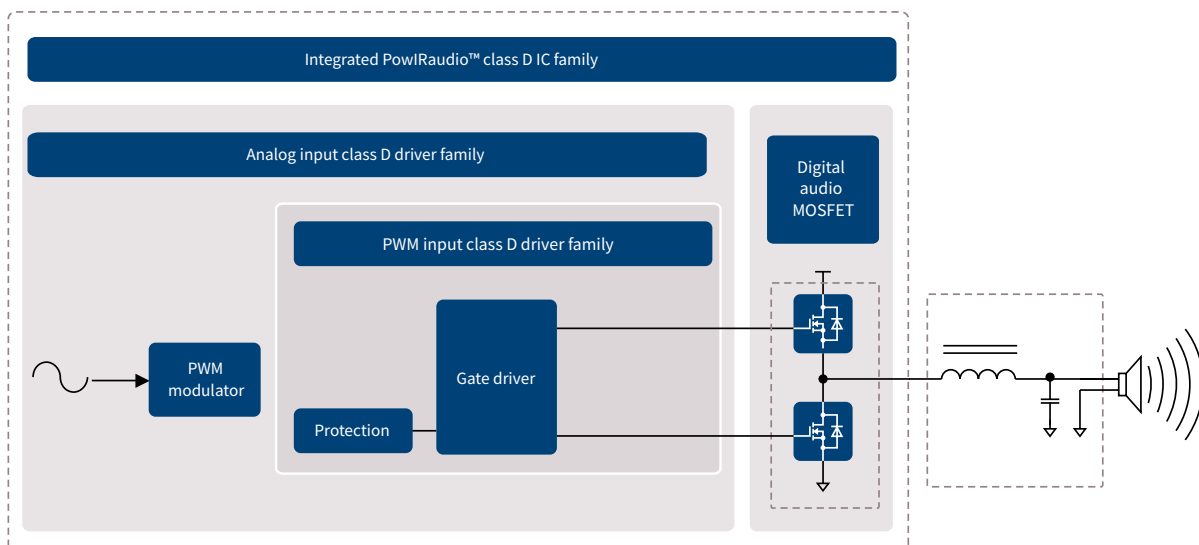 Integrated PowIRaudio™ class D IC family
Analog input class D driver family
Digital
audio
MOSFET
PWM input class D driver family
PWM
modulator
Gate driver
Protection